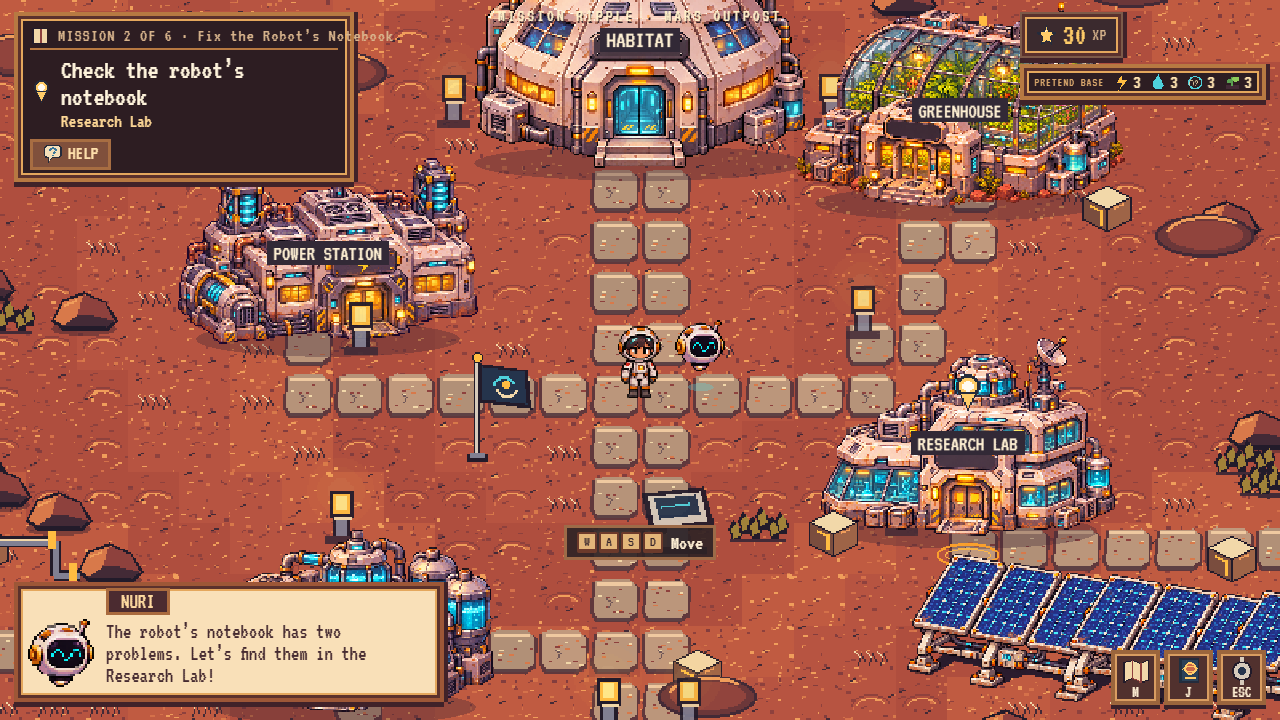 MISSION RIPPLE · MARS OUTPOST
MISSION 2 OF 6 · Fix the Robot's Notebook
Check the robot's
notebook
Research Lab
HELP
HABITAT
30 XP
PRETEND BASE 3 3 3 3
GREENHOUSE
POWER STATION
RESEARCH LAB
W A S D Move
NURI
The robot's notebook has two
problems. Let's find them in the
Research Lab!
M J ESC